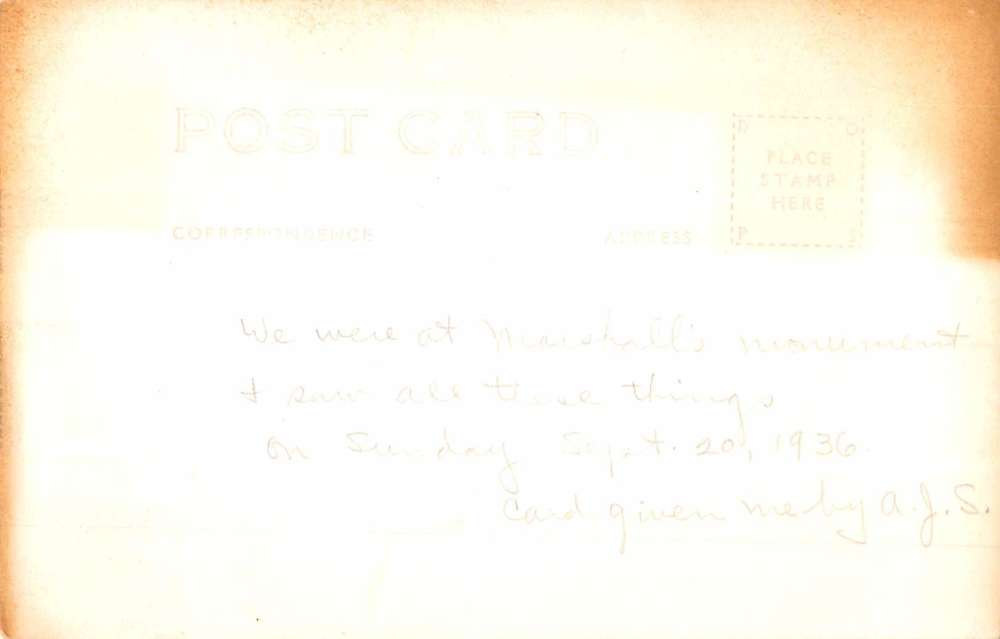 POST CARD
D O
PLACE
STAMP
HERE
P S
CORRESPONDENCE
ADDRESS
We were at Marshall's monument
& saw all these things
on Sunday Sept. 20, 1936.
Card given me by A.J.S.